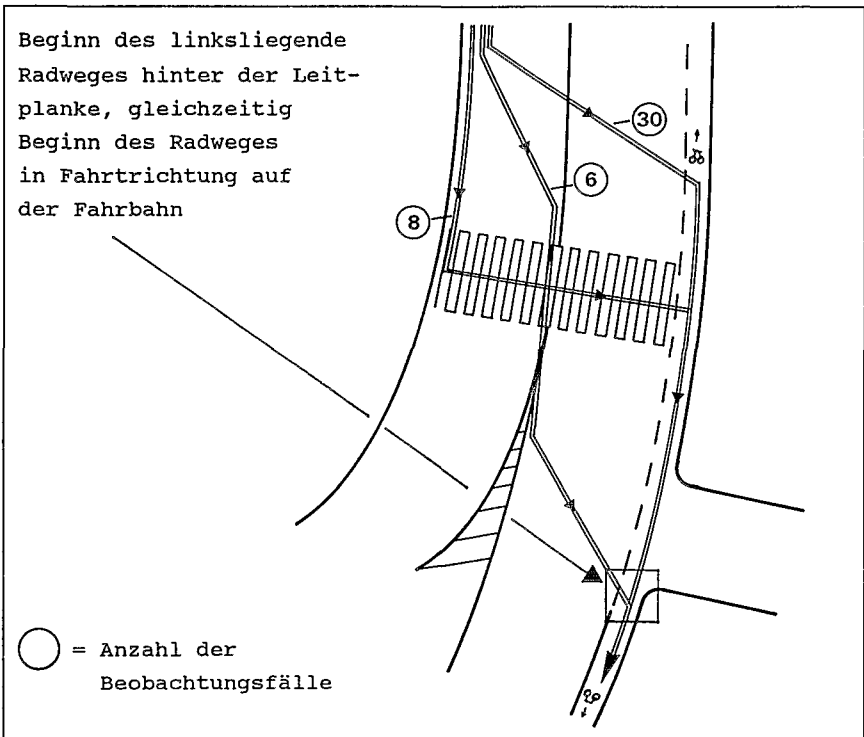 Beginn des linksliegende
Radweges hinter der Leit-
planke, gleichzeitig
Beginn des Radweges
in Fahrtrichtung auf
der Fahrbahn
30
6
8
= Anzahl der
Beobachtungsfälle